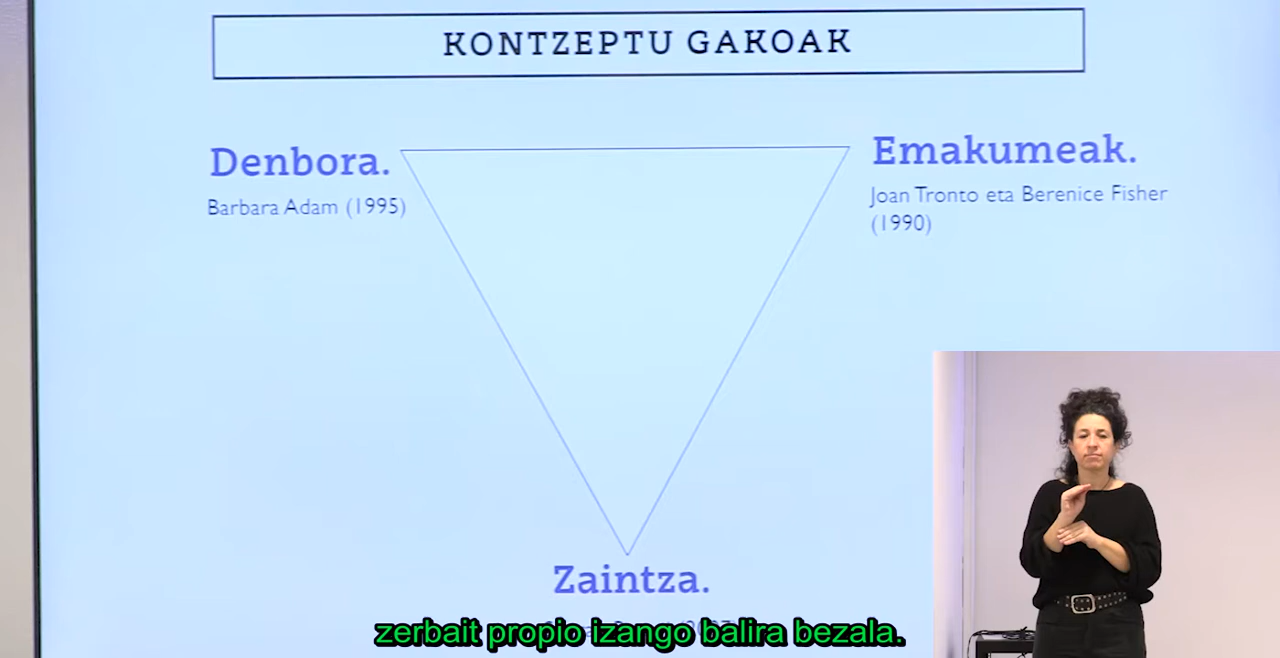 KONTZEPTU GAKOAK
Denbora.
Barbara Adam (1995)
Emakumeak.
Joan Tronto eta Berenice Fisher
(1990)
Zaintza.
zerbait propio izango balira bezala.